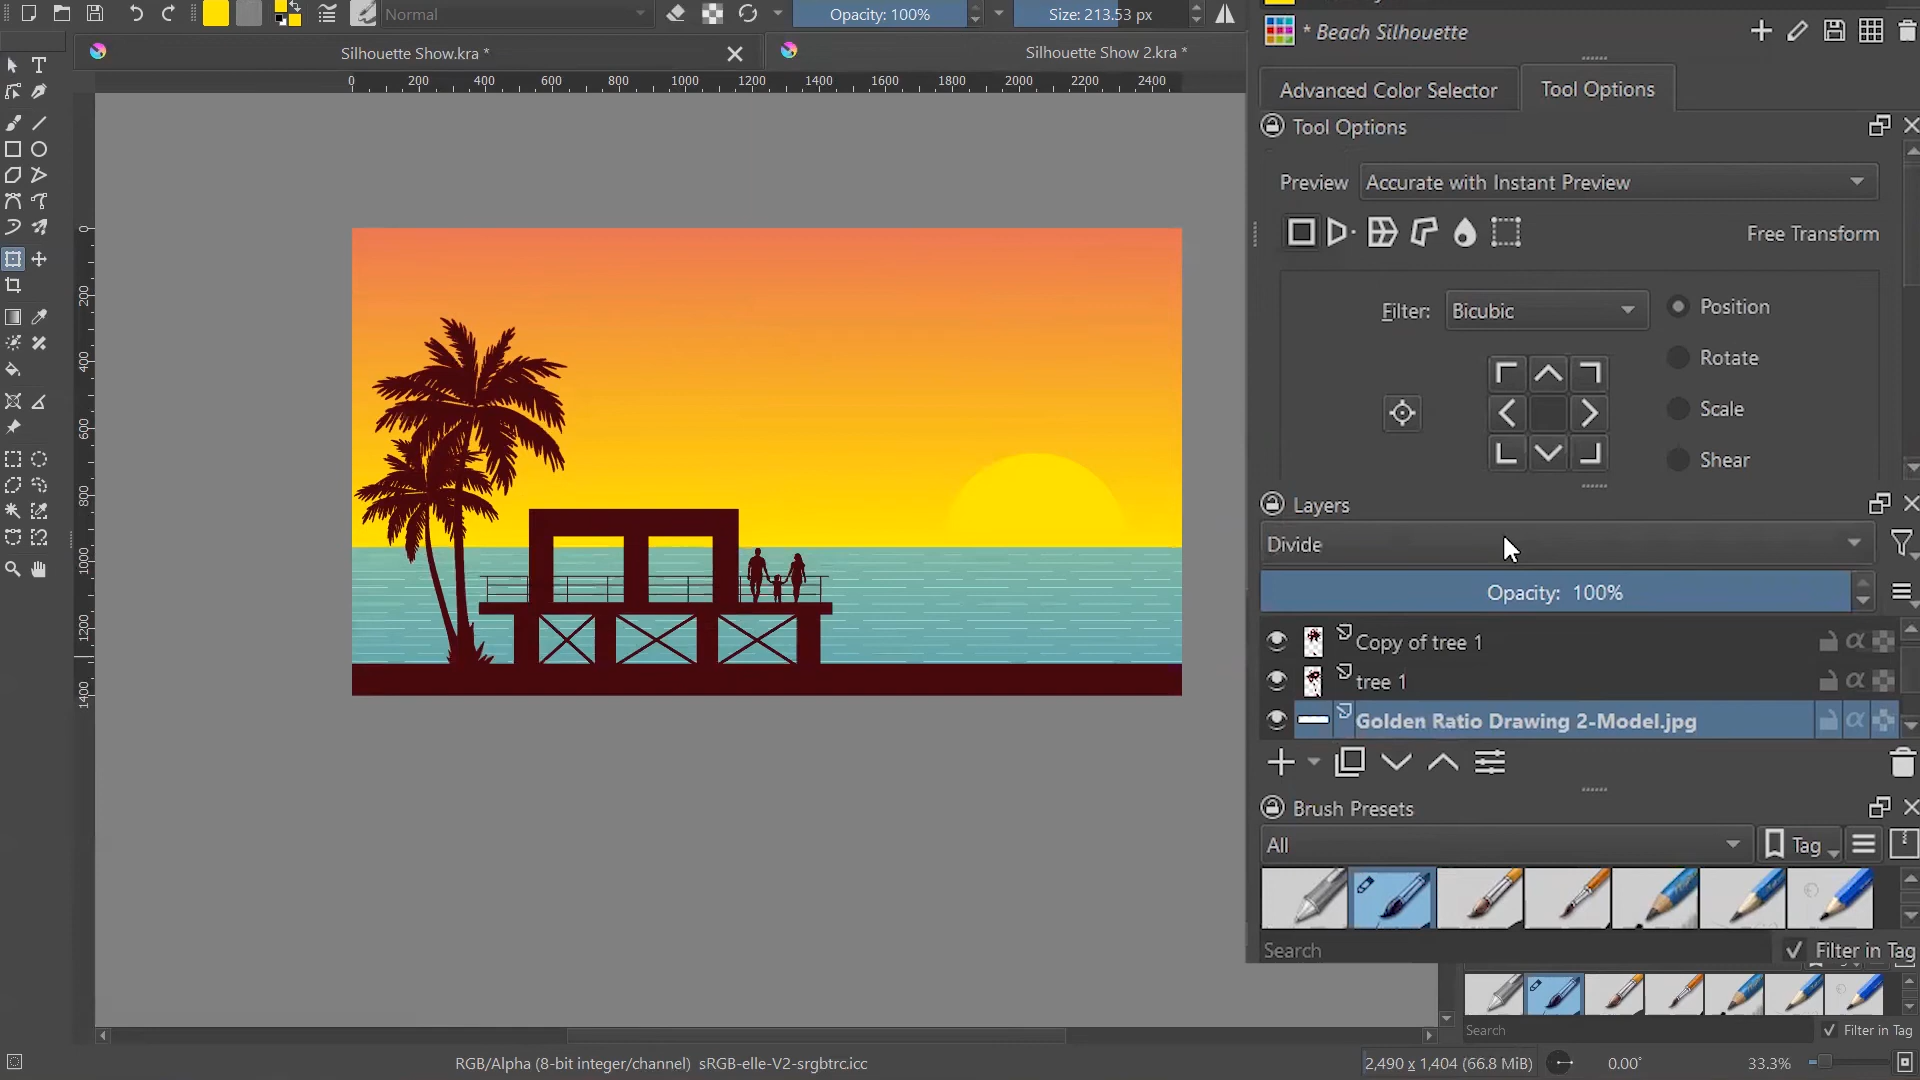 Normal
Opacity: 100%
Size: 213.53 px
* Beach Silhouette
Silhouette Show.kra *
Silhouette Show 2.kra *
0 200 400 600 800 1000 1200 1400 1600 1800 2000 2200 2400
Advanced Color Selector
Tool Options
Tool Options
Preview
Accurate with Instant Preview
Free Transform
0
200
400
600
800
1000
1200
1400
Filter:
Bicubic
Position
Rotate
Scale
Shear
Layers
Divide
Opacity: 100%
Copy of tree 1
tree 1
Golden Ratio Drawing 2-Model.jpg
Brush Presets
All
Tag
Search
Filter in Tag
Search
Filter in Tag
RGB/Alpha (8-bit integer/channel) sRGB-elle-V2-srgbtrc.icc
2,490 x 1,404 (66.8 MiB)
0.00°
33.3%